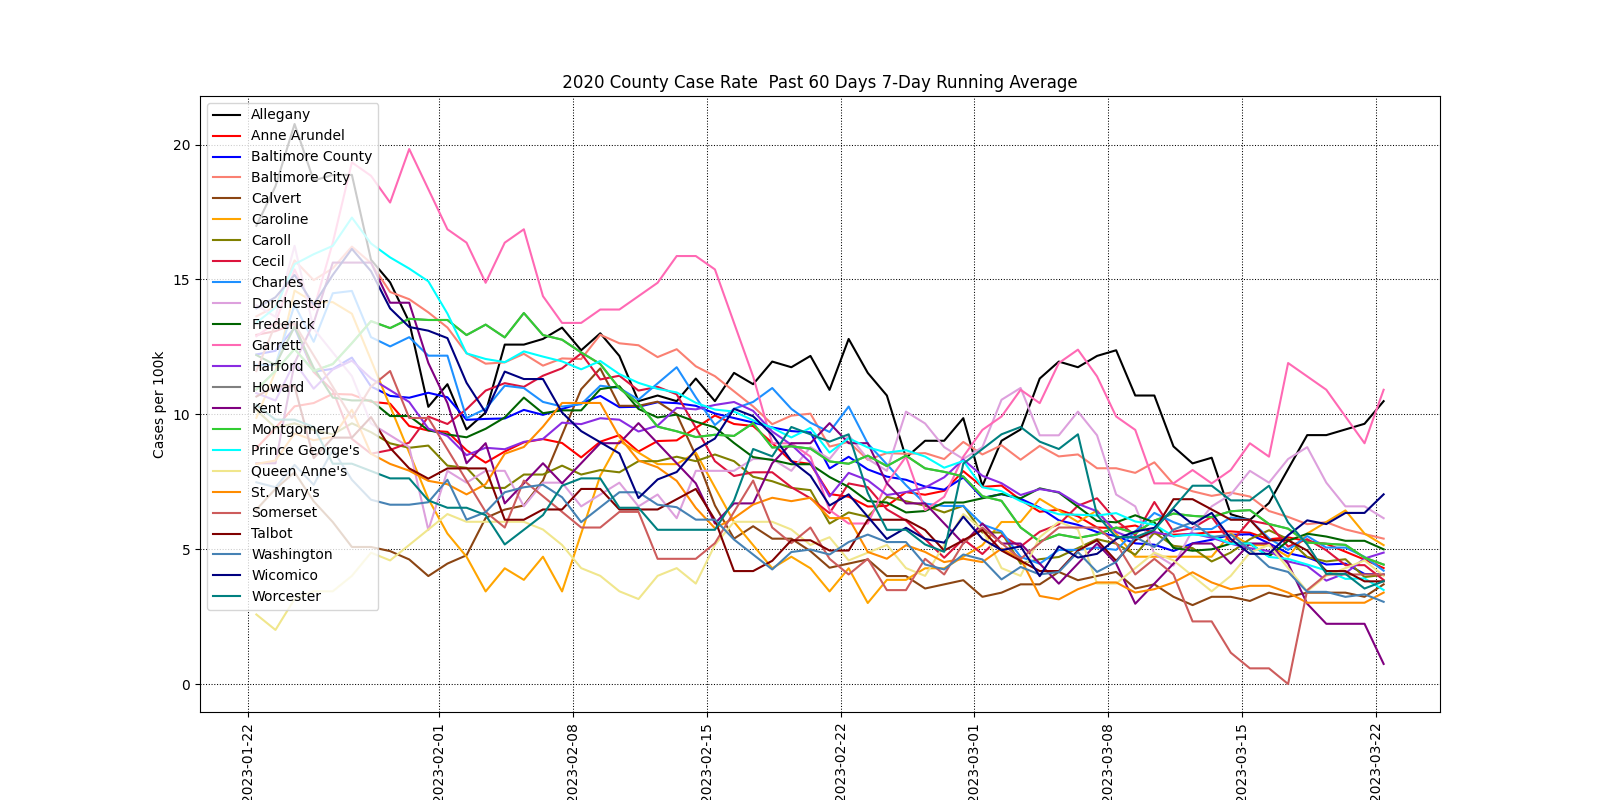 2020 County Case Rate  Past 60 Days 7-Day Running Average
Cases per 100k
20
15
10
5
0
Allegany
Anne Arundel
Baltimore County
Baltimore City
Calvert
Caroline
Caroll
Cecil
Charles
Dorchester
Frederick
Garrett
Harford
Howard
Kent
Montgomery
Prince George's
Queen Anne's
St. Mary's
Somerset
Talbot
Washington
Wicomico
Worcester
2023-01-22
2023-02-01
2023-02-08
2023-02-15
2023-02-22
2023-03-01
2023-03-08
2023-03-15
2023-03-22